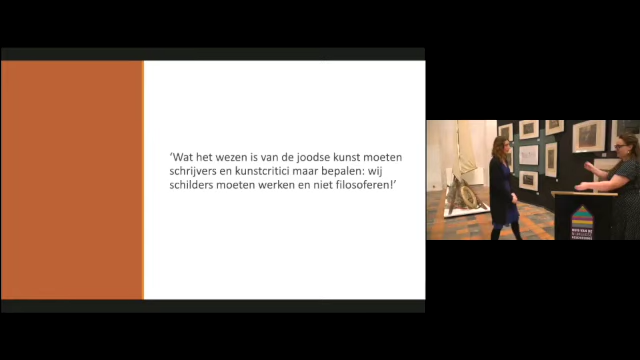 ‘Wat het wezen is van de joodse kunst moeten
schrijvers en kunstcritici maar bepalen: wij
schilders moeten werken en niet filosoferen!’